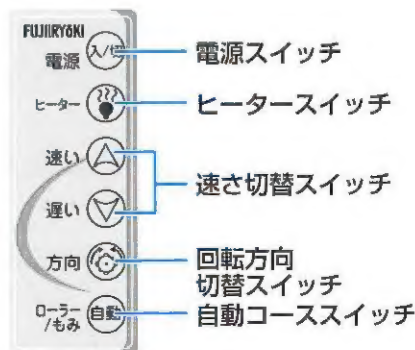 FUJIIRYOKI
電源 入/切
電源スイッチ
ヒーター
ヒータースイッチ
速い
速さ切替スイッチ
遅い
方向
回転方向
切替スイッチ
ローラー
/もみ
自動
自動コーススイッチ